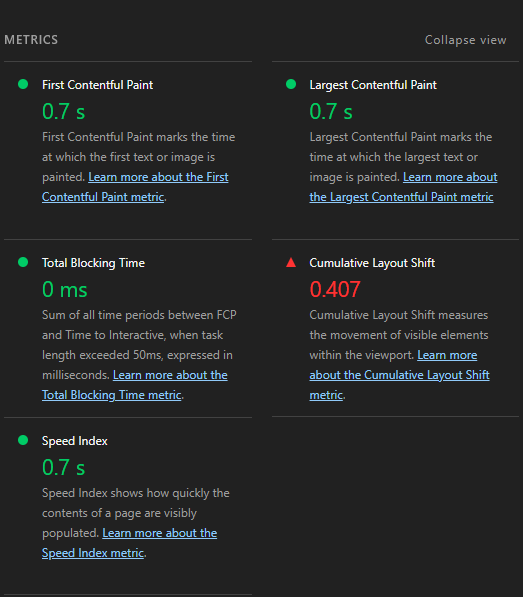 METRICS
Collapse view
First Contentful Paint
0.7 s
First Contentful Paint marks the time
at which the first text or image is
painted. Learn more about the First
Contentful Paint metric.
Largest Contentful Paint
0.7 s
Largest Contentful Paint marks the
time at which the largest text or
image is painted. Learn more about
the Largest Contentful Paint metric
Total Blocking Time
0 ms
Sum of all time periods between FCP
and Time to Interactive, when task
length exceeded 50ms, expressed in
milliseconds. Learn more about the
Total Blocking Time metric.
Cumulative Layout Shift
0.407
Cumulative Layout Shift measures
the movement of visible elements
within the viewport. Learn more
about the Cumulative Layout Shift
metric.
Speed Index
0.7 s
Speed Index shows how quickly the
contents of a page are visibly
populated. Learn more about the
Speed Index metric.